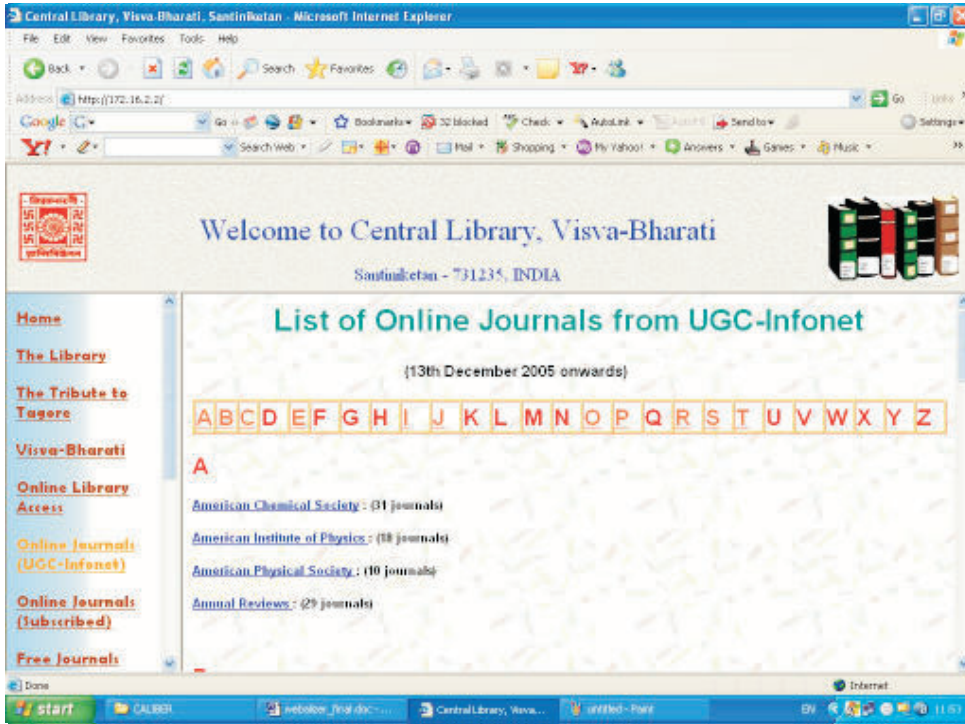 Central Library, Visva-Bharati, Santiniketan - Microsoft Internet Explorer
File Edit View Favorites Tools Help
Back Search Favorites
Address http://172.16.2.2/ Go Links
Google G Go Bookmarks 32 blocked Check AutoLink Send to Settings
Y! Search Web Mail Shopping My Yahoo! Answers Games Music
Welcome to Central Library, Visva-Bharati
Santiniketan - 731235, INDIA
Home
The Library
The Tribute to
Tagore
Visva-Bharati
Online Library
Access
Online Journals
(UGC-Infonet)
Online Journals
(Subscribed)
Free Journals
List of Online Journals from UGC-Infonet
(13th December 2005 onwards)
A B C D E F G H I J K L M N O P Q R S T U V W X Y Z
A
American Chemical Society : (31 journals)
American Institute of Physics : (18 journals)
American Physical Society : (10 journals)
Annual Reviews : (29 journals)
Done Internet
start CALIBER Central Library, Visva... untitled - Paint EN 11:53